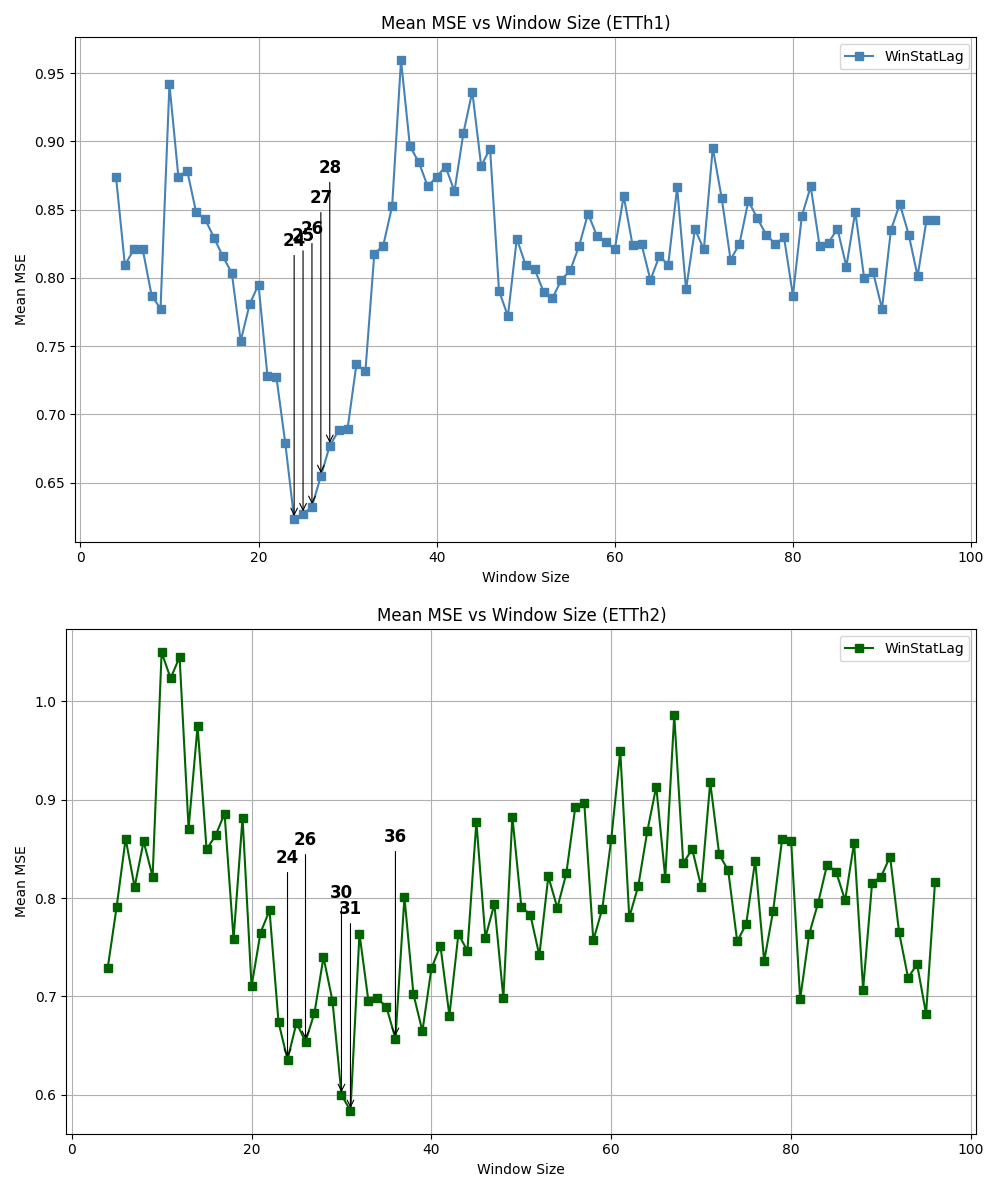 Mean MSE vs Window Size (ETTh1)
WinStatLag
0.95
0.90
0.85
0.80
0.75
0.70
0.65
Mean MSE
28
27
26
25
24
0 20 40 60 80 100
Window Size
Mean MSE vs Window Size (ETTh2)
WinStatLag
1.0
0.9
0.8
0.7
0.6
Mean MSE
36
26
24
30
31
0 20 40 60 80 100
Window Size